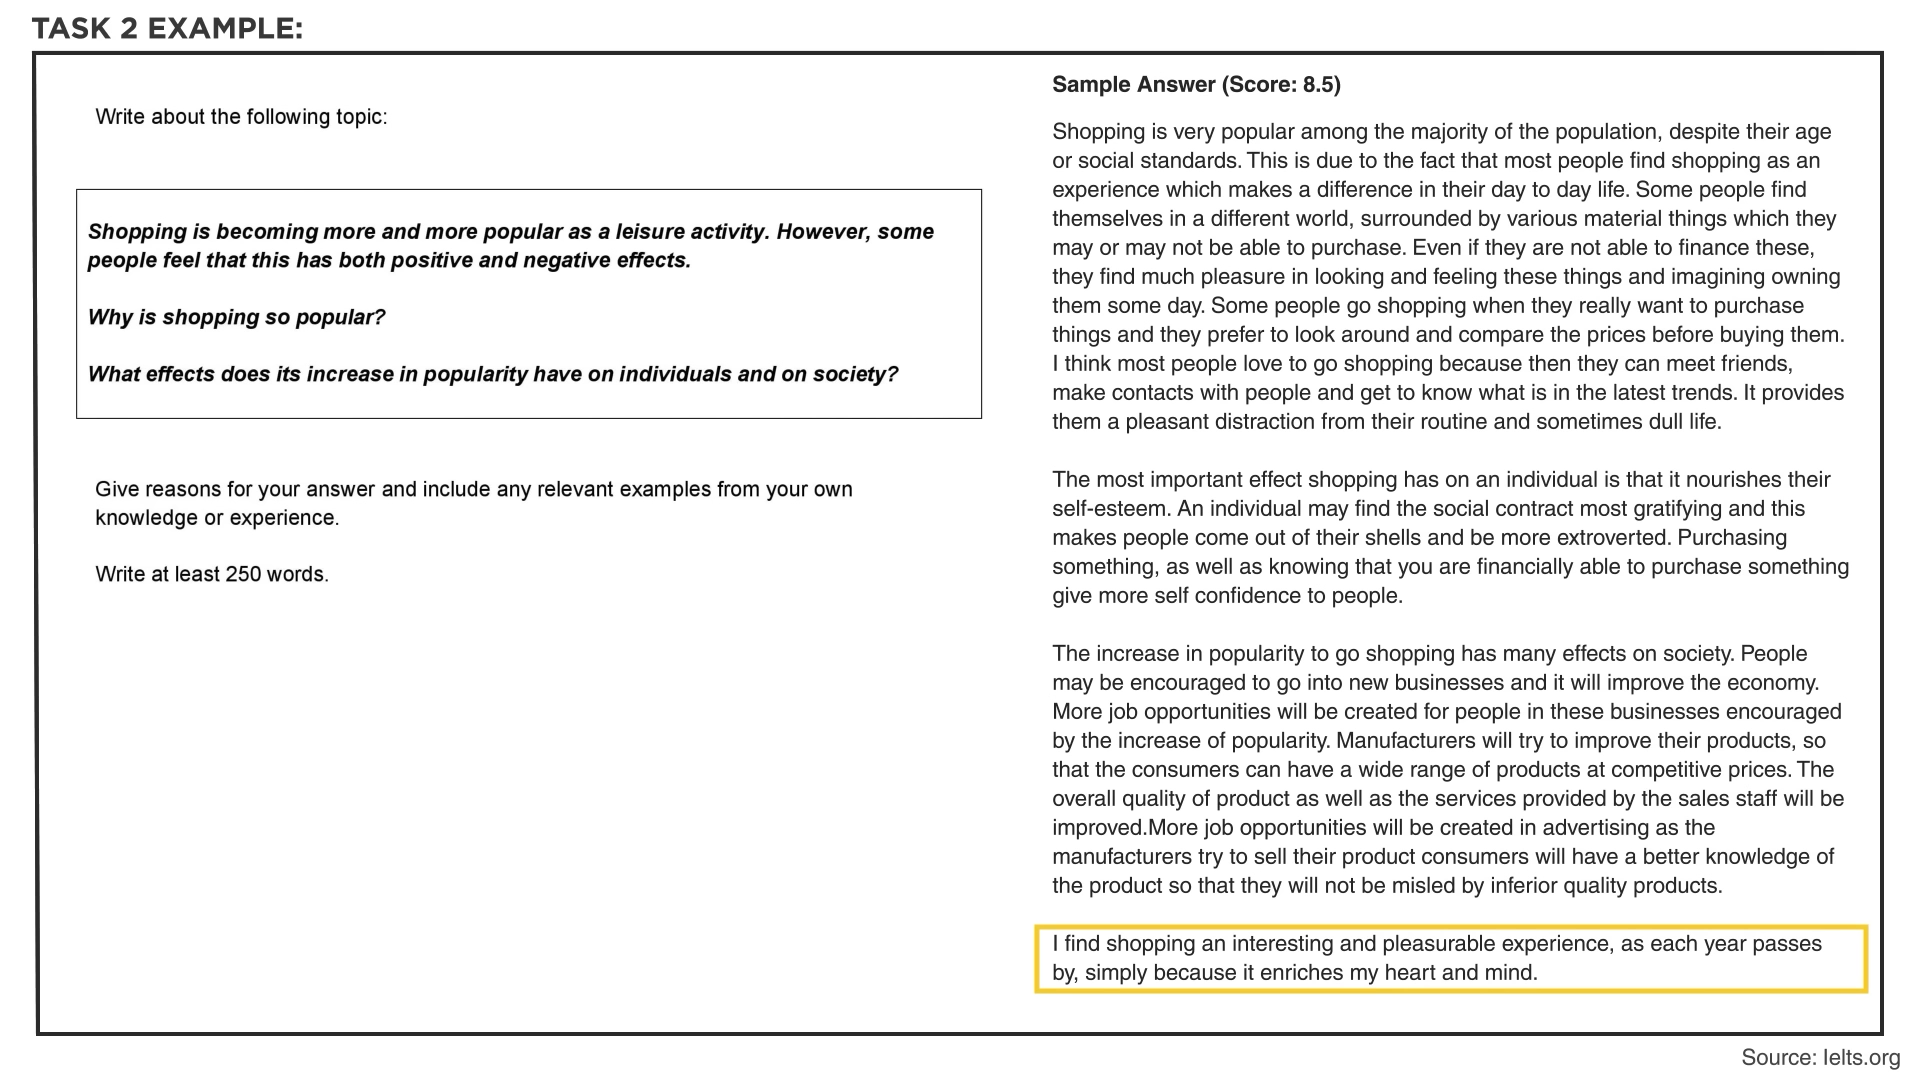 TASK 2 EXAMPLE:
Write about the following topic:
Shopping is becoming more and more popular as a leisure activity. However, some
people feel that this has both positive and negative effects.
Why is shopping so popular?
What effects does its increase in popularity have on individuals and on society?
Give reasons for your answer and include any relevant examples from your own
knowledge or experience.
Write at least 250 words.
Sample Answer (Score: 8.5)
Shopping is very popular among the majority of the population, despite their age
or social standards. This is due to the fact that most people find shopping as an
experience which makes a difference in their day to day life. Some people find
themselves in a different world, surrounded by various material things which they
may or may not be able to purchase. Even if they are not able to finance these,
they find much pleasure in looking and feeling these things and imagining owning
them some day. Some people go shopping when they really want to purchase
things and they prefer to look around and compare the prices before buying them.
I think most people love to go shopping because then they can meet friends,
make contacts with people and get to know what is in the latest trends. It provides
them a pleasant distraction from their routine and sometimes dull life.
The most important effect shopping has on an individual is that it nourishes their
self-esteem. An individual may find the social contract most gratifying and this
makes people come out of their shells and be more extroverted. Purchasing
something, as well as knowing that you are financially able to purchase something
give more self confidence to people.
The increase in popularity to go shopping has many effects on society. People
may be encouraged to go into new businesses and it will improve the economy.
More job opportunities will be created for people in these businesses encouraged
by the increase of popularity. Manufacturers will try to improve their products, so
that the consumers can have a wide range of products at competitive prices. The
overall quality of product as well as the services provided by the sales staff will be
improved.More job opportunities will be created in advertising as the
manufacturers try to sell their product consumers will have a better knowledge of
the product so that they will not be misled by inferior quality products.
I find shopping an interesting and pleasurable experience, as each year passes
by, simply because it enriches my heart and mind.
Source: Ielts.org